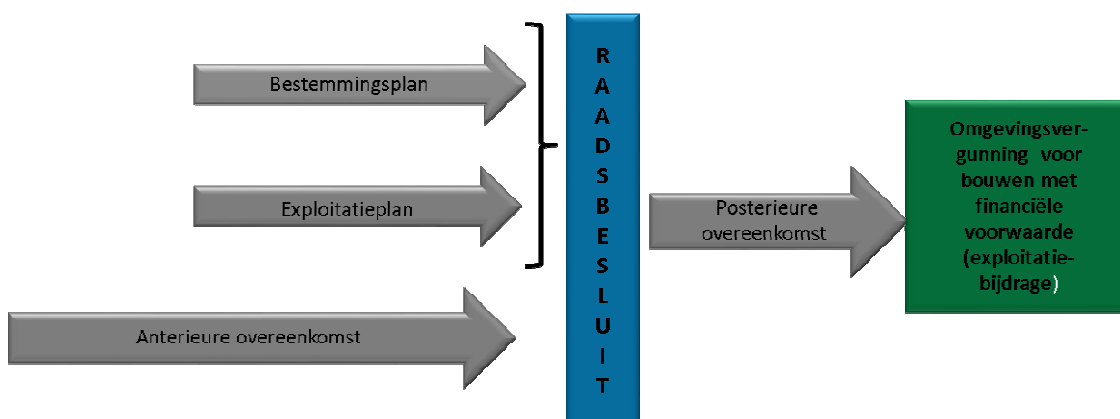 Bestemmingsplan
Exploitatieplan
Anterieure overeenkomst
R
A
A
D
S
B
E
S
L
U
I
T
Posterieure
overeenkomst
Omgevingsver-
gunning voor
bouwen met
financiële
voorwaarde
(exploitatie-
bijdrage)